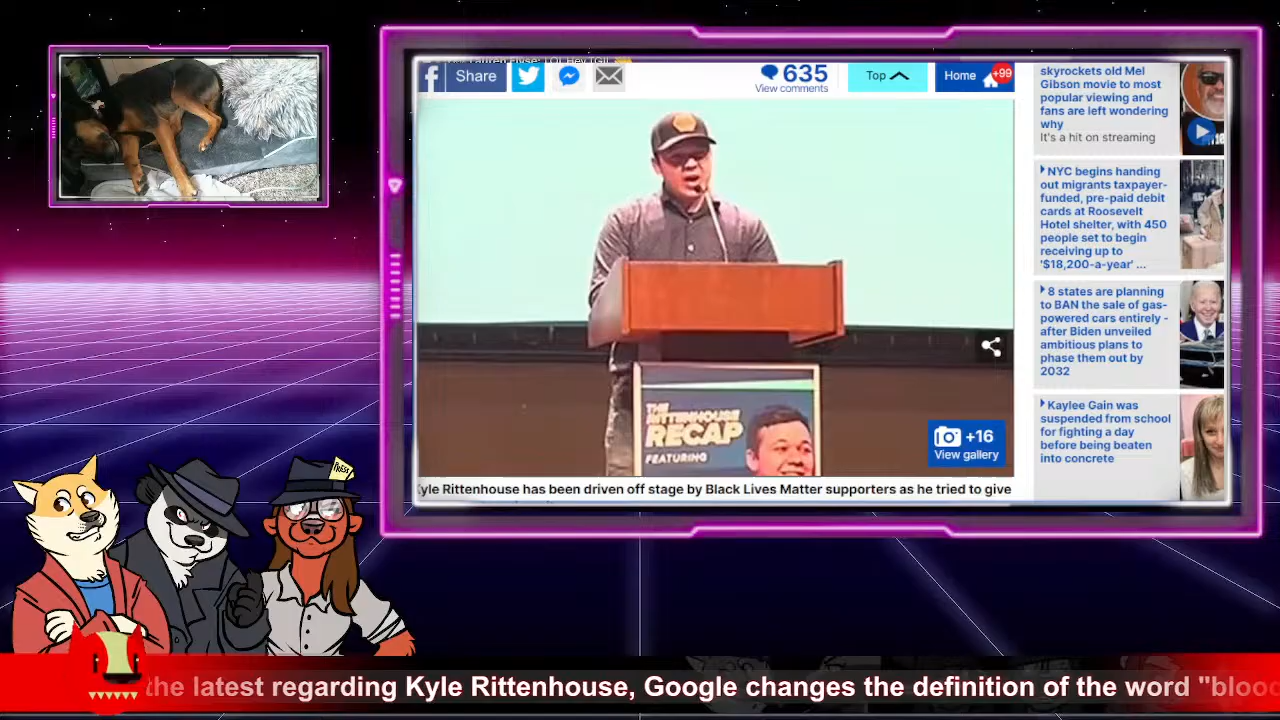 Share
635
View comments
Top
Home
+99
skyrockets old Mel
Gibson movie to most
popular viewing and
fans are left wondering
why
It's a hit on streaming
NYC begins handing
out migrants taxpayer-
funded, pre-paid debit
cards at Roosevelt
Hotel shelter, with 450
people set to begin
receiving up to
'$18,200-a-year' ...
8 states are planning
to BAN the sale of gas-
powered cars entirely -
after Biden unveiled
ambitious plans to
phase them out by
2032
Kaylee Gain was
suspended from school
for fighting a day
before being beaten
into concrete
THE
RITTENHOUSE
RECAP
FEATURING
+16
View gallery
yle Rittenhouse has been driven off stage by Black Lives Matter supporters as he tried to give
PRESS
the latest regarding Kyle Rittenhouse, Google changes the definition of the word "blood